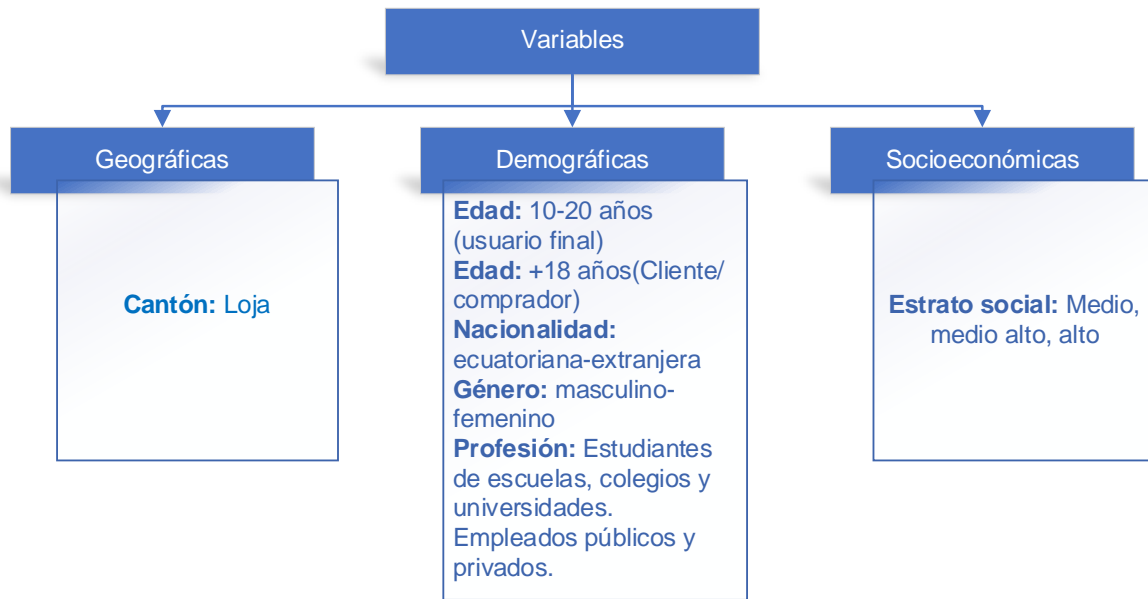 Variables
Geográficas
Cantón: Loja
Demográficas
Edad: 10-20 años
(usuario final)
Edad: +18 años(Cliente/
comprador)
Nacionalidad:
ecuatoriana-extranjera
Género: masculino-
femenino
Profesión: Estudiantes
de escuelas, colegios y
universidades.
Empleados públicos y
privados.
Socioeconómicas
Estrato social: Medio,
medio alto, alto